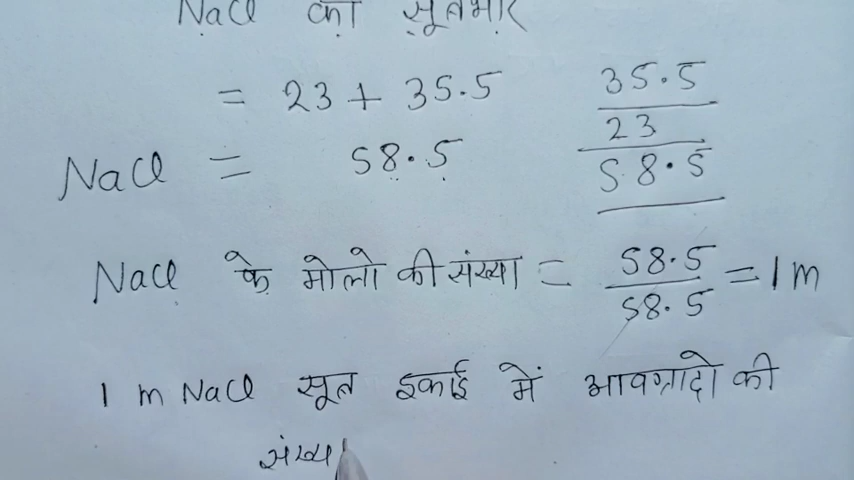 NaCl का सूतभार
= 23 + 35.5
35.5
NaCl = 58.5
23
58.5
NaCl के मोलो की संख्या = 58.5/58.5 = 1 m
1 m NaCl सूत इकाई में आवग्रादो की
संख्य